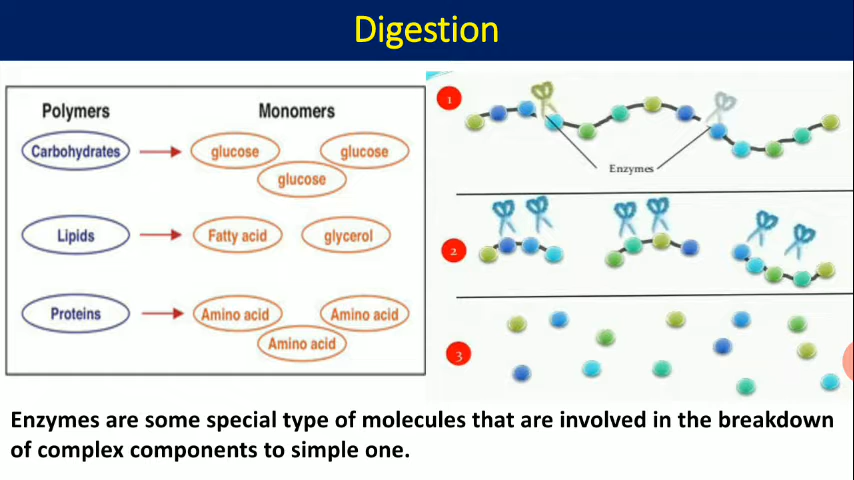 Digestion
Polymers
Monomers
Carbohydrates
glucose
glucose
glucose
Lipids
Fatty acid
glycerol
Proteins
Amino acid
Amino acid
Amino acid
1
Enzymes
2
3
Enzymes are some special type of molecules that are involved in the breakdown
of complex components to simple one.